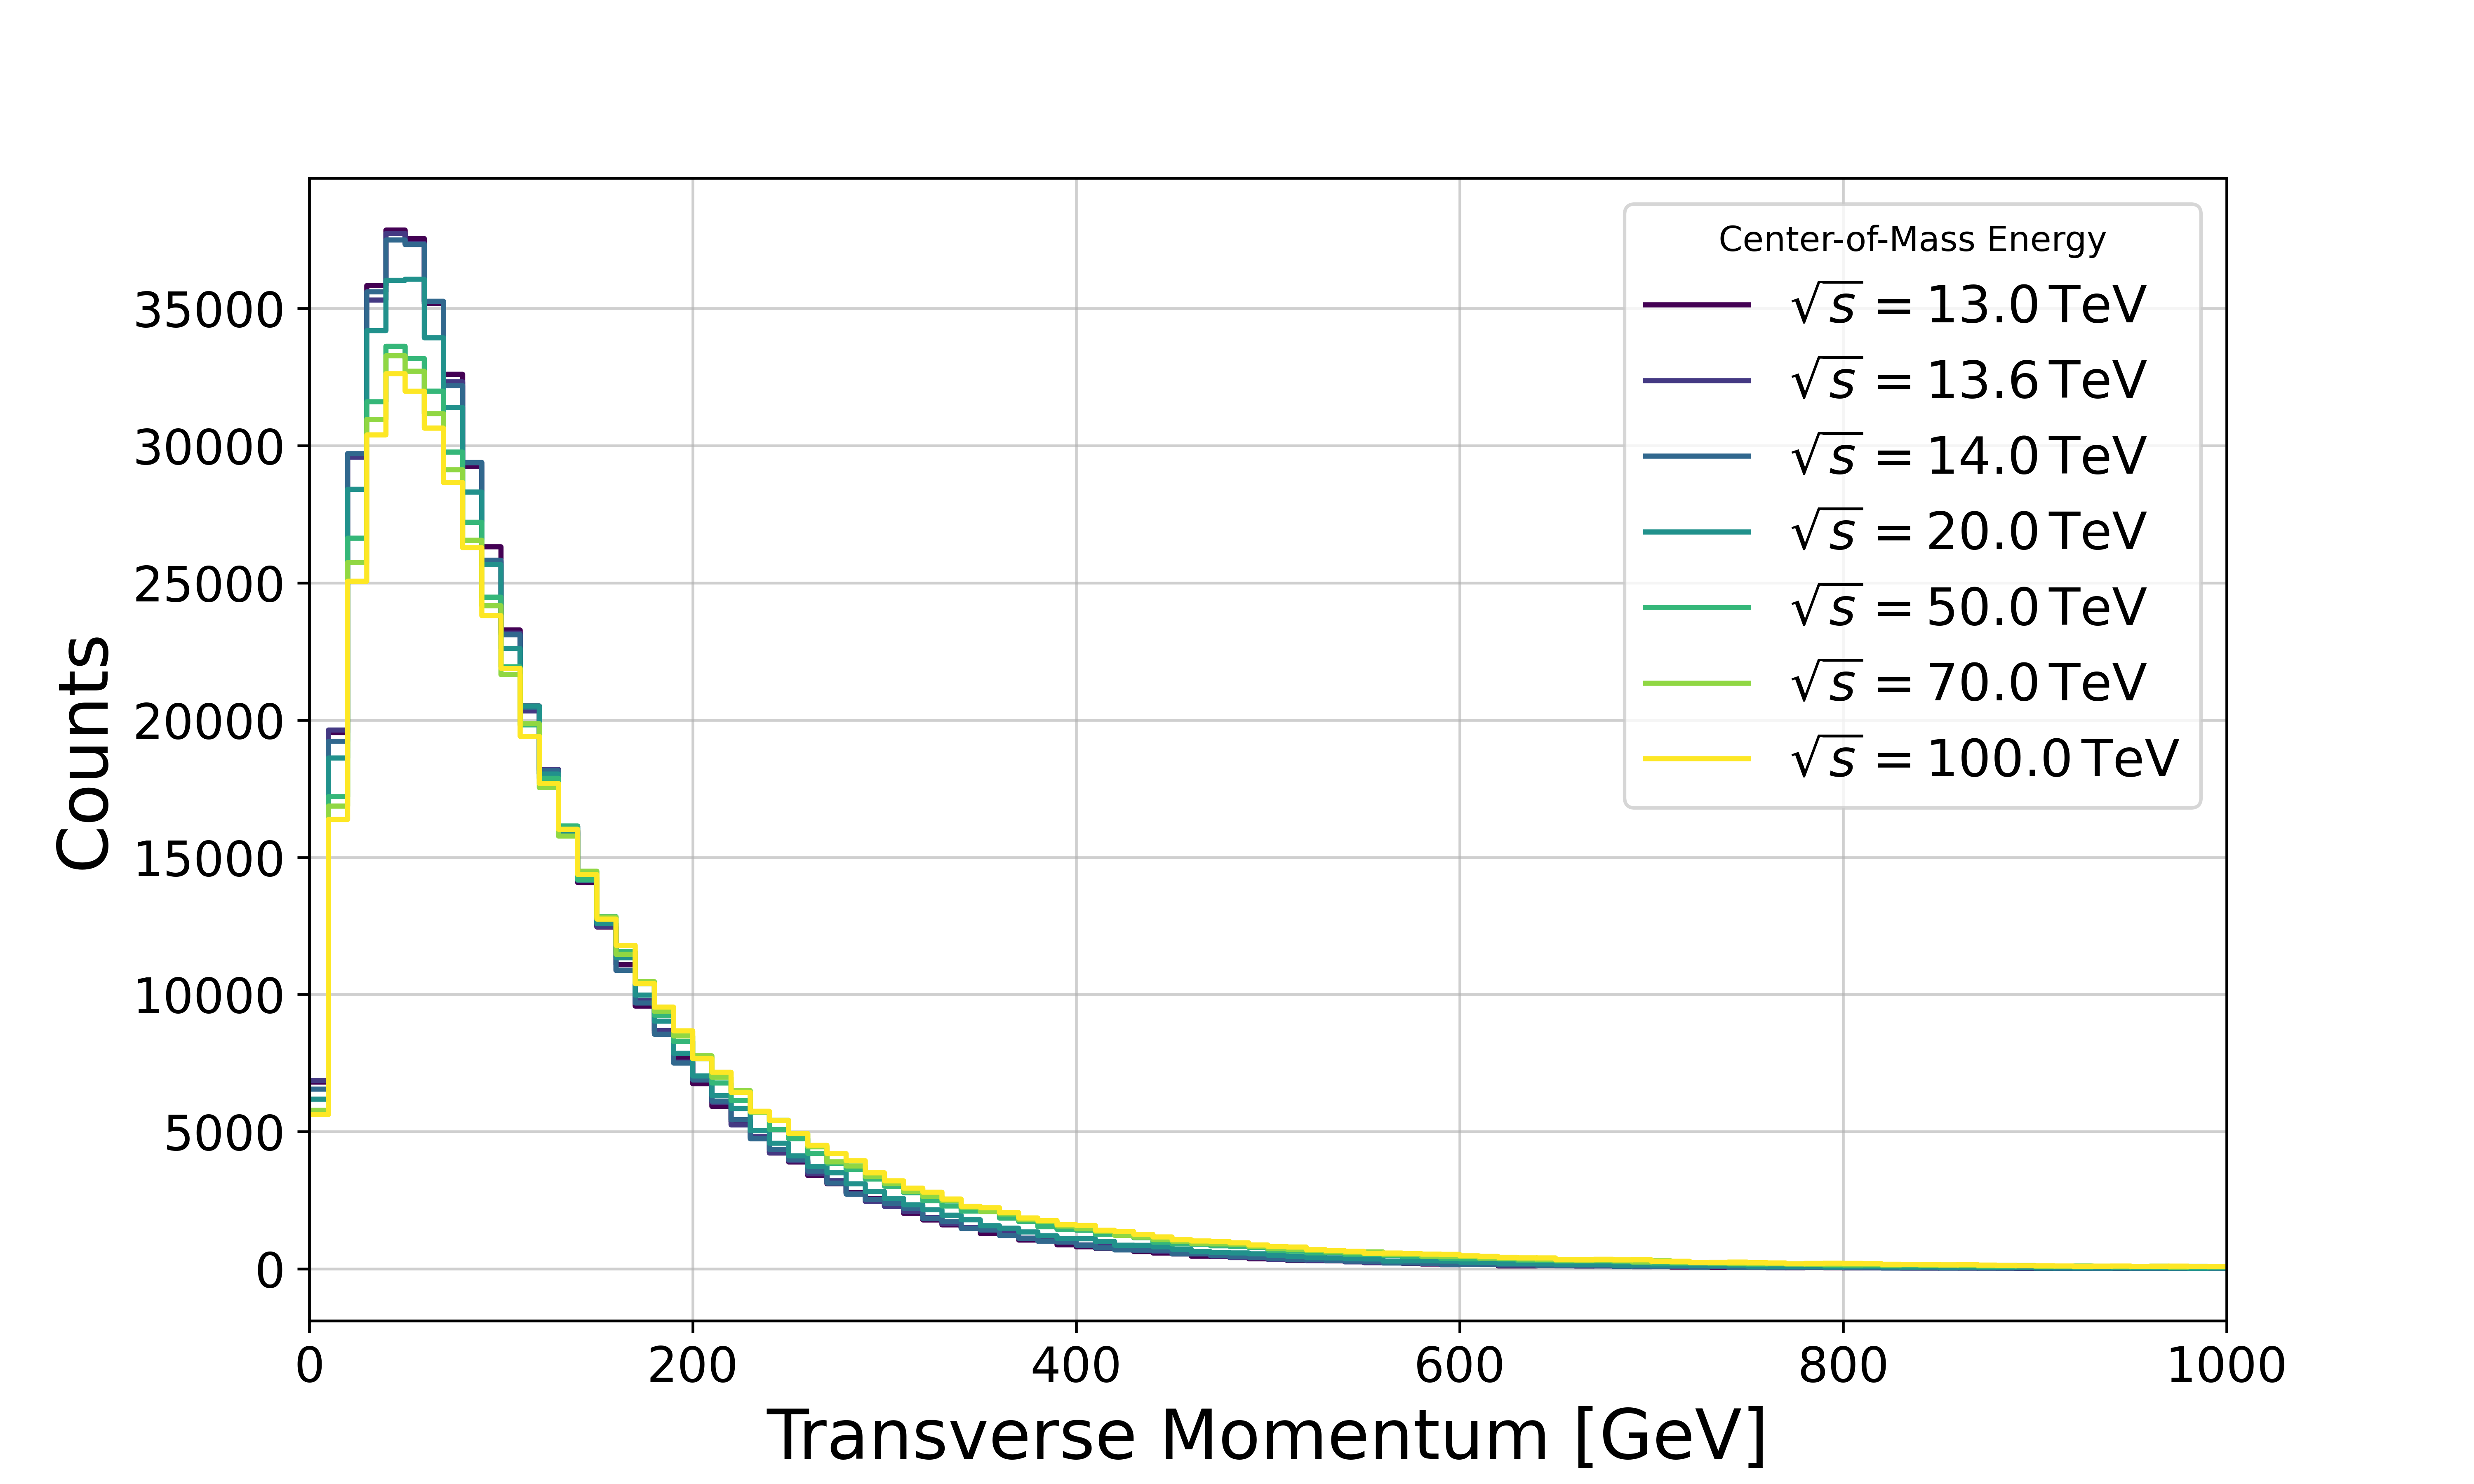 Center-of-Mass Energy
√s = 13.0 TeV
√s = 13.6 TeV
√s = 14.0 TeV
√s = 20.0 TeV
√s = 50.0 TeV
√s = 70.0 TeV
√s = 100.0 TeV
Counts
35000
30000
25000
20000
15000
10000
5000
0
0 200 400 600 800 1000
Transverse Momentum [GeV]